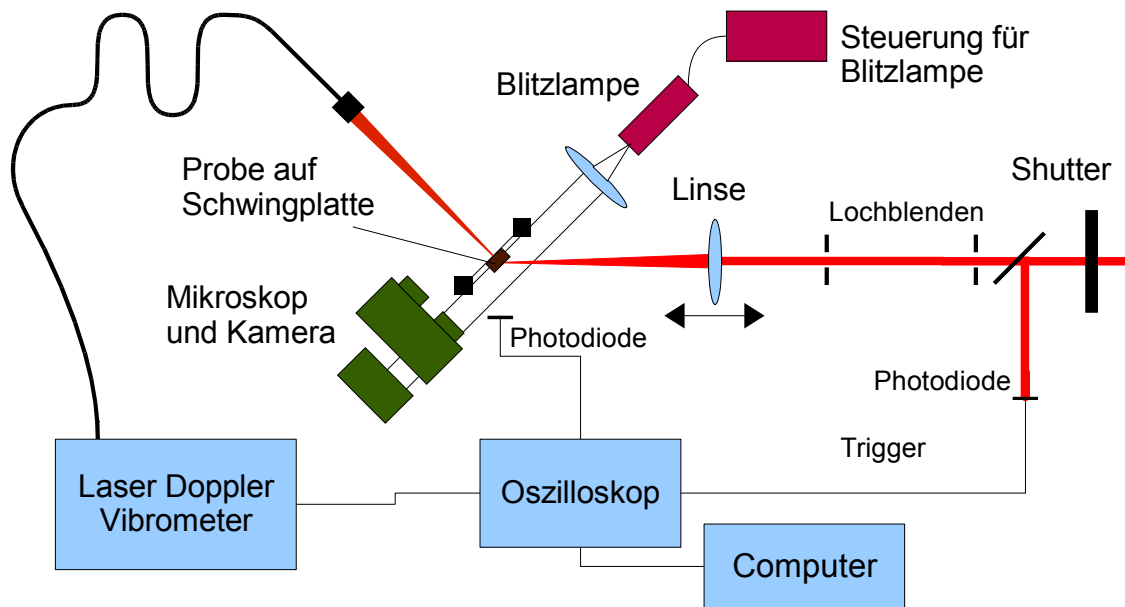 Steuerung für
Blitzlampe
Blitzlampe
Probe auf
Schwingplatte
Linse
Shutter
Lochblenden
Mikroskop
und Kamera
Photodiode
Photodiode
Trigger
Laser Doppler
Vibrometer
Oszilloskop
Computer